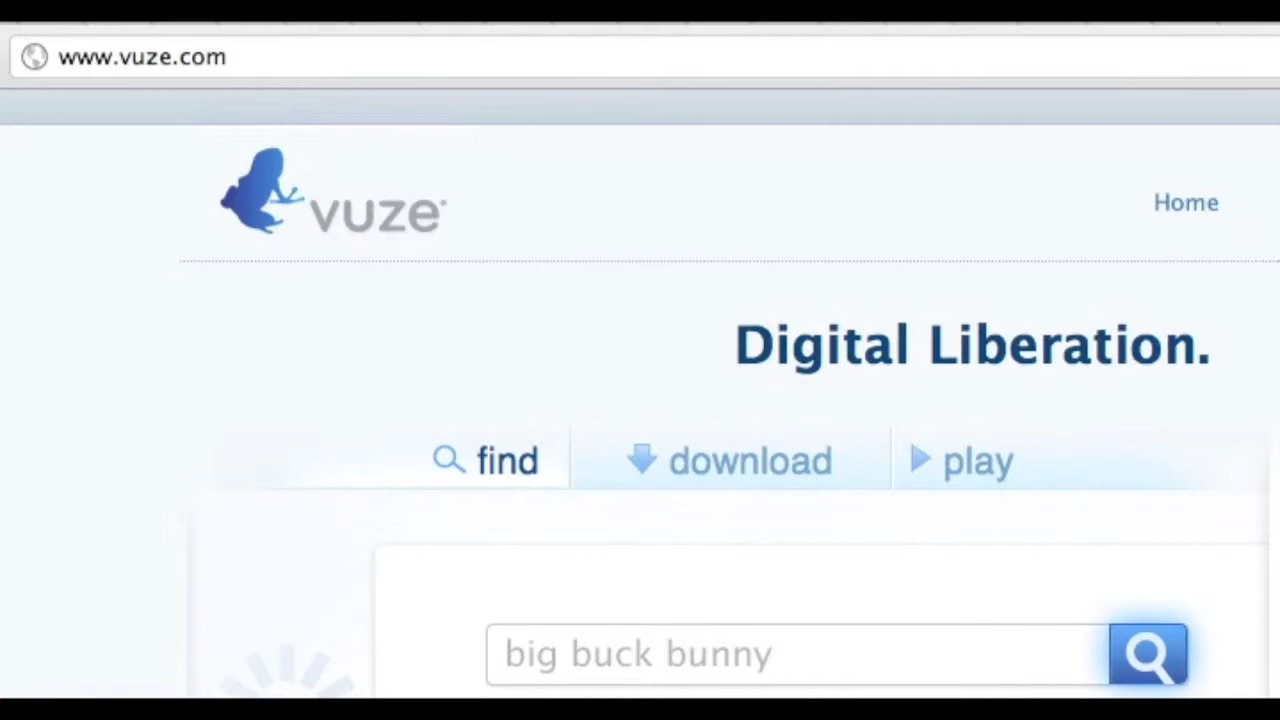 www.vuze.com
vuze
Home
Digital Liberation.
find download play
big buck bunny